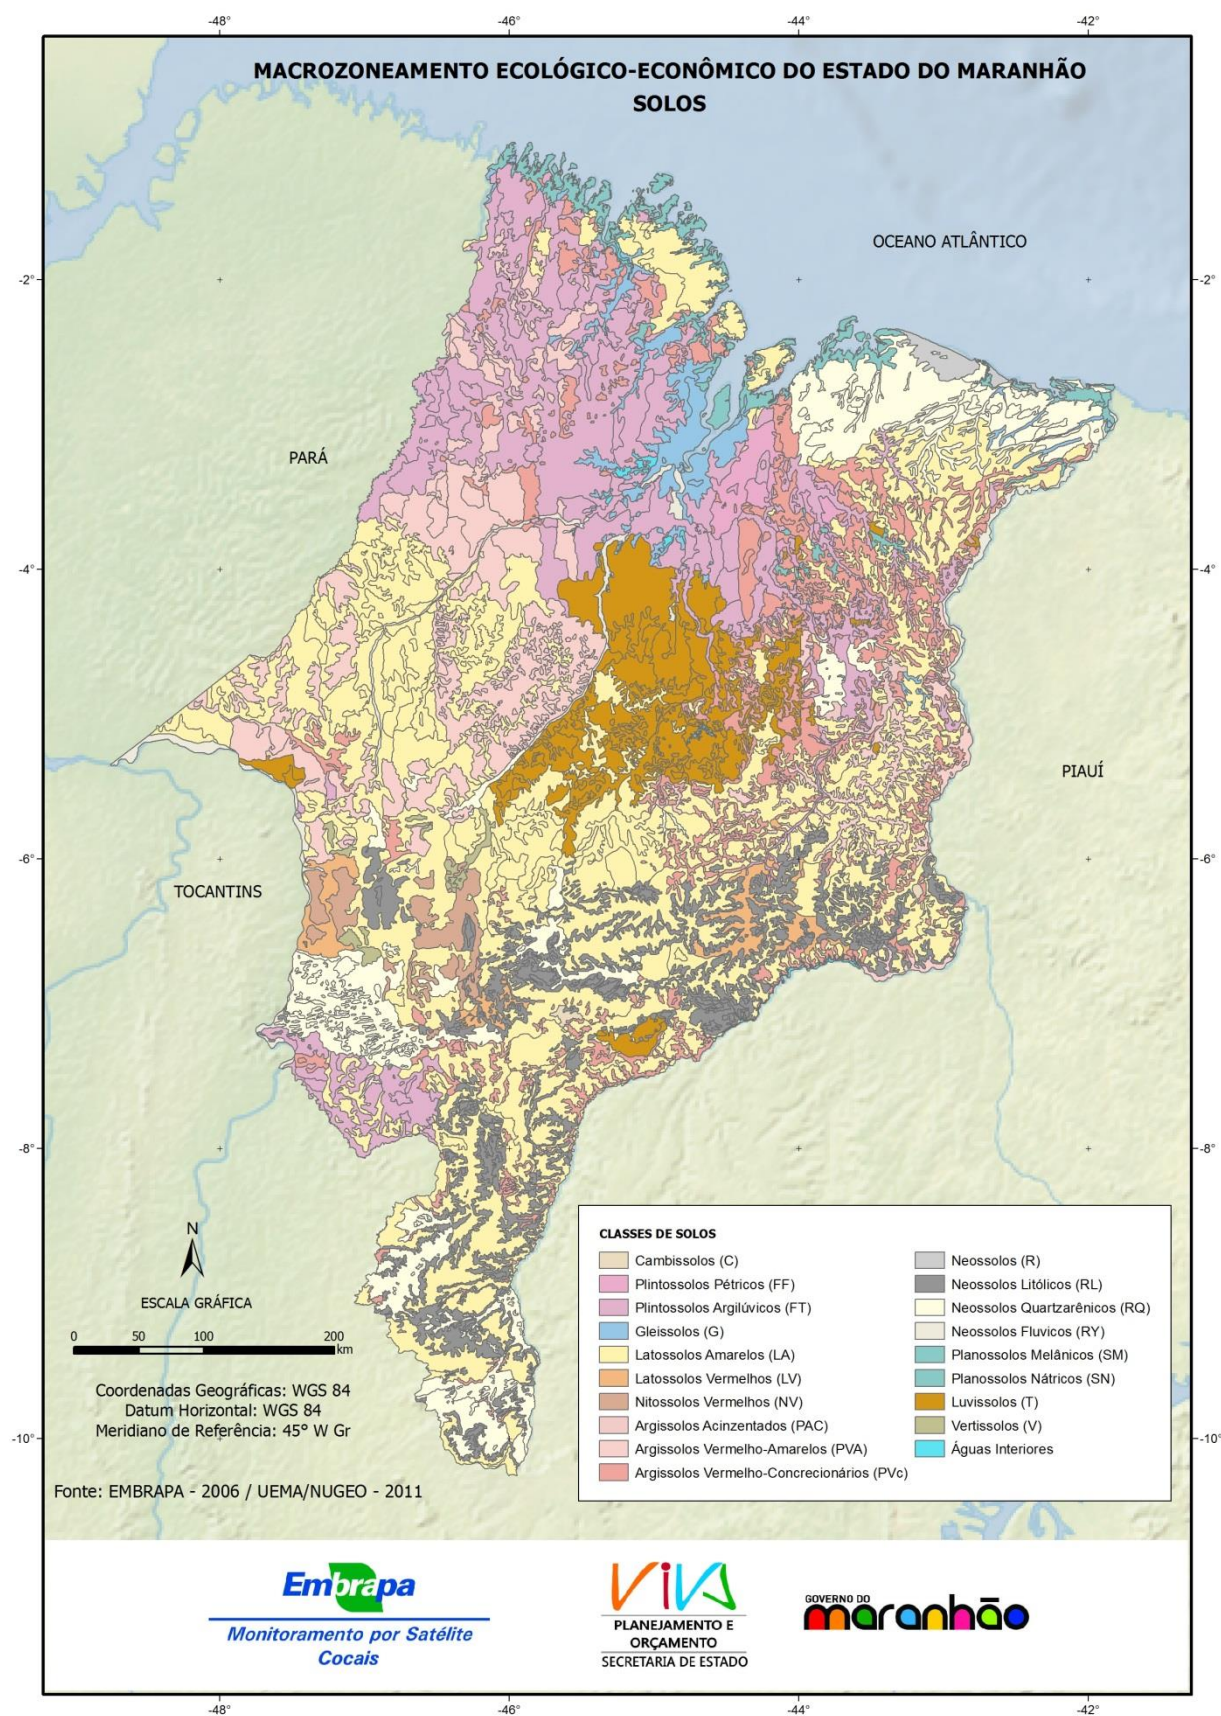 -48°
-46°
-44°
-42°
MACROZONEAMENTO ECOLÓGICO-ECONÔMICO DO ESTADO DO MARANHÃO
SOLOS
OCEANO ATLÂNTICO
-2°
-2°
PARÁ
-4°
-4°
PIAUÍ
-6°
-6°
TOCANTINS
-8°
-8°
N
ESCALA GRÁFICA
0 50 100 200
km
Coordenadas Geográficas: WGS 84
Datum Horizontal: WGS 84
Meridiano de Referência: 45° W Gr
-10°
-10°
Fonte: EMBRAPA - 2006 / UEMA/NUGEO - 2011
CLASSES DE SOLOS
Cambissolos (C)
Plintossolos Pétricos (FF)
Plintossolos Argilúvicos (FT)
Gleissolos (G)
Latossolos Amarelos (LA)
Latossolos Vermelhos (LV)
Nitossolos Vermelhos (NV)
Argissolos Acinzentados (PAC)
Argissolos Vermelho-Amarelos (PVA)
Argissolos Vermelho-Concrecionários (PVc)
Neossolos (R)
Neossolos Litólicos (RL)
Neossolos Quartzarênicos (RQ)
Neossolos Fluvicos (RY)
Planossolos Melânicos (SM)
Planossolos Nátricos (SN)
Luvissolos (T)
Vertissolos (V)
Águas Interiores
Embrapa
Monitoramento por Satélite
Cocais
VIVA
PLANEJAMENTO E
ORÇAMENTO
SECRETARIA DE ESTADO
GOVERNO DO
maranhão
-48°
-46°
-44°
-42°